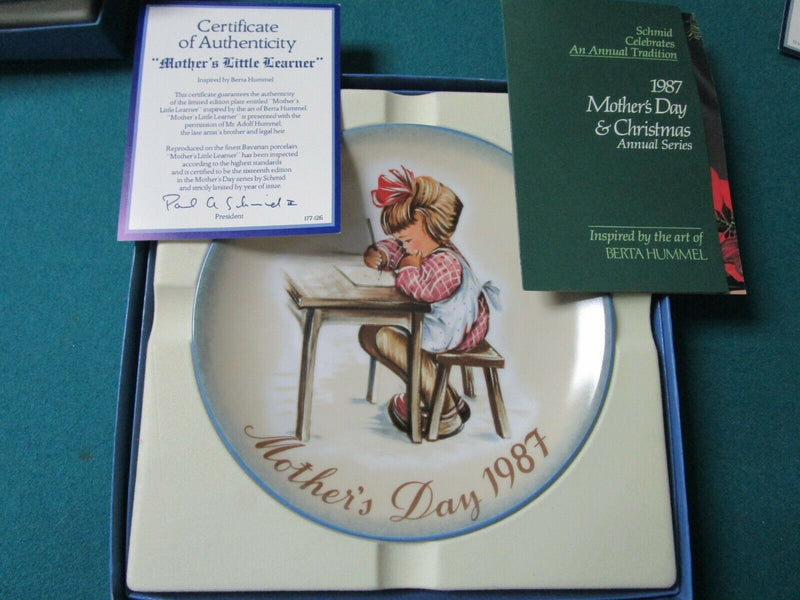 Certificate
of Authenticity
"Mother's Little Learner"
Inspired by Berta Hummel
This certificate guarantees the authenticity
of the limited edition plate entitled "Mother's
Little Learner" inspired by the art of Berta Hummel.
"Mother's Little Learner" is presented with the
permission of Mr. Adolf Hummel,
the late artist's brother and legal heir
Reproduced on the finest Bavarian porcelain
"Mother's Little Learner" has been inspected
according to the highest standards
and is certified to be the sixteenth edition
in the Mother's Day series by Schmid
and strictly limited by year of issue.
Paul A Schmid II
President
177-126
Schmid
Celebrates
An Annual Tradition
1987
Mother's Day
& Christmas
Annual Series
Inspired by the art of
BERTA HUMMEL
Mother's Day 1987